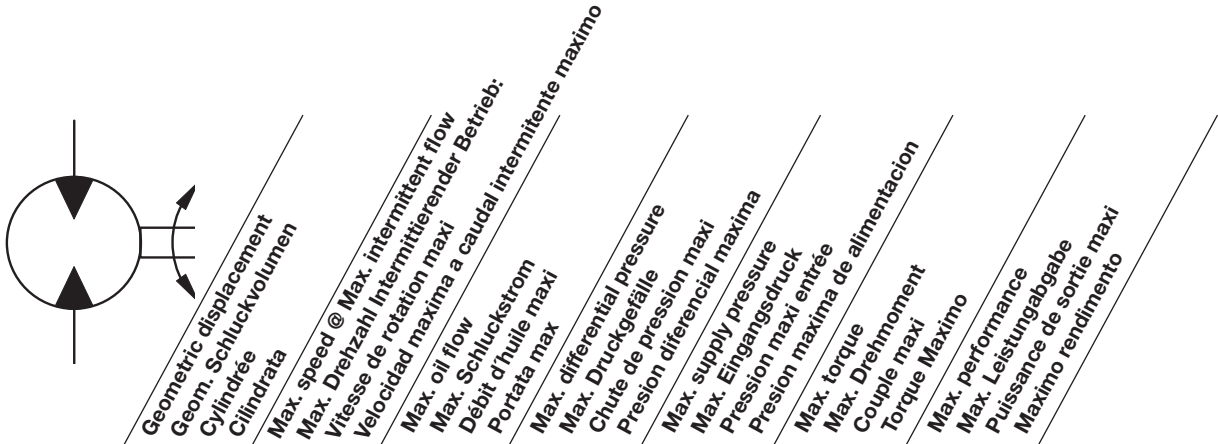 Geometric displacement
Geom. Schluckvolumen
Cylindrée
Cilindrata
Max. speed @ Max. intermittent flow
Max. Drehzahl Intermittierender Betrieb:
Vitesse de rotation maxi
Velocidad maxima a caudal intermitente maximo
Max. oil flow
Max. Schluckstrom
Débit d´huile maxi
Portata max
Max. differential pressure
Max. Druckgefälle
Chute de pression maxi
Presion diferencial maxima
Max. supply pressure
Max. Eingangsdruck
Pression maxi entrée
Presion maxima de alimentacion
Max. torque
Max. Drehmoment
Couple maxi
Torque Maximo
Max. performance
Max. Leistungabgabe
Puissance de sortie maxi
Maximo rendimento